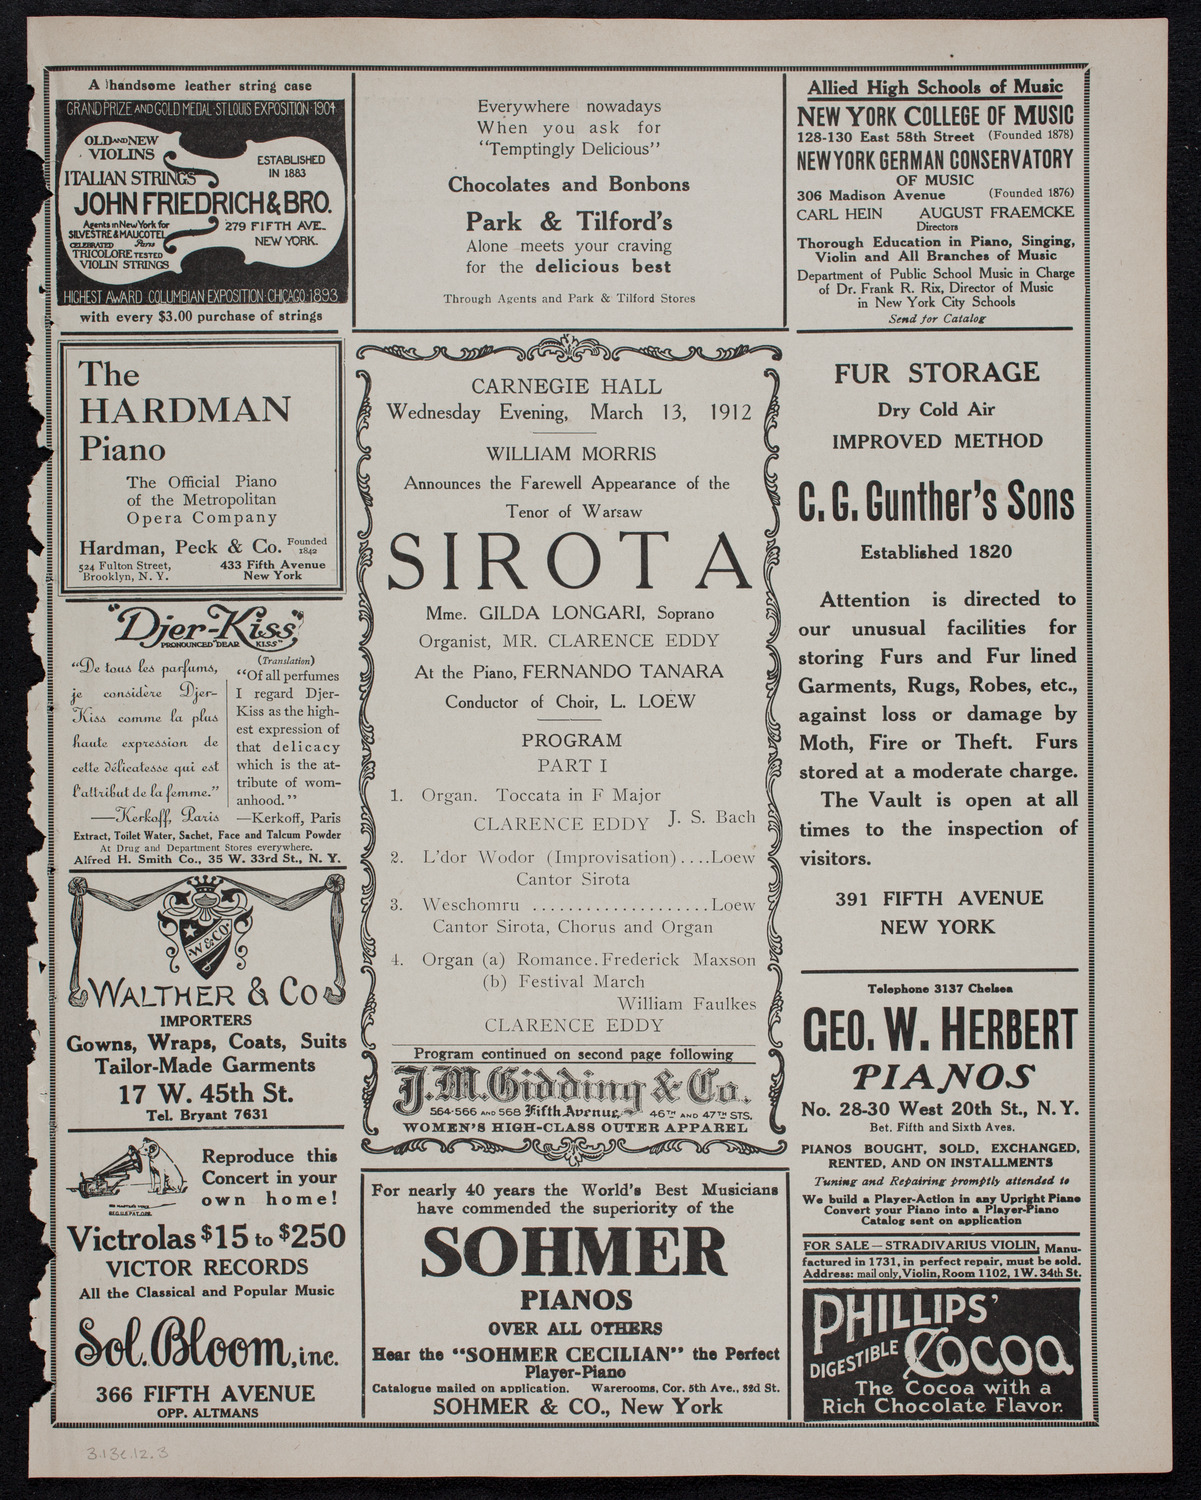 A handsome leather string case
GRAND PRIZE AND GOLD MEDAL ST LOUIS EXPOSITION 1904
OLD AND NEW
VIOLINS
ITALIAN STRINGS
ESTABLISHED
IN 1883
JOHN FRIEDRICH & BRO.
Agents in New York for
SILVESTRE & MAUCOTEL
CELEBRATED Paris
TRICOLORE TESTED
VIOLIN STRINGS
279 FIFTH AVE.
NEW YORK.
HIGHEST AWARD COLUMBIAN EXPOSITION CHICAGO 1893
with every $3.00 purchase of strings
The
HARDMAN
Piano
The Official Piano
of the Metropolitan
Opera Company
Hardman, Peck & Co. Founded 1842
524 Fulton Street,
Brooklyn, N. Y.
433 Fifth Avenue
New York
"Djer-Kiss"
PRONOUNCED "DEAR KISS"
"De tous les parfums,
je considère Djer-
Kiss comme la plus
haute expression de
cette délicatesse qui est
l'attribut de la femme."
—Kerkoff, Paris
(Translation)
"Of all perfumes
I regard Djer-
Kiss as the high-
est expression of
that delicacy
which is the at-
tribute of wom-
anhood."
—Kerkoff, Paris
Extract, Toilet Water, Sachet, Face and Talcum Powder
At Drug and Department Stores everywhere.
Alfred H. Smith Co., 35 W. 33rd St., N. Y.
W & CO
WALTHER & CO
IMPORTERS
Gowns, Wraps, Coats, Suits
Tailor-Made Garments
17 W. 45th St.
Tel. Bryant 7631
HIS MASTER'S VOICE
REG. U.S. PAT. OFF.
Reproduce this
Concert in your
own home!
Victrolas $15 to $250
VICTOR RECORDS
All the Classical and Popular Music
Sol. Bloom, inc.
366 FIFTH AVENUE
OPP. ALTMANS
Everywhere nowadays
When you ask for
"Temptingly Delicious"
Chocolates and Bonbons
Park & Tilford's
Alone meets your craving
for the delicious best
Through Agents and Park & Tilford Stores
CARNEGIE HALL
Wednesday Evening, March 13, 1912
WILLIAM MORRIS
Announces the Farewell Appearance of the
Tenor of Warsaw
SIROTA
Mme. GILDA LONGARI, Soprano
Organist, MR. CLARENCE EDDY
At the Piano, FERNANDO TANARA
Conductor of Choir, L. LOEW
PROGRAM
PART I
1. Organ. Toccata in F Major
J. S. Bach
CLARENCE EDDY
2. L'dor Wodor (Improvisation)....Loew
Cantor Sirota
3. Weschomru ....................Loew
Cantor Sirota, Chorus and Organ
4. Organ (a) Romance. Frederick Maxson
(b) Festival March
William Faulkes
CLARENCE EDDY
Program continued on second page following
J. M. Gidding & Co.
564-566 AND 568 Fifth Avenue, 46TH AND 47TH STS.
WOMEN'S HIGH-CLASS OUTER APPAREL
For nearly 40 years the World's Best Musicians
have commended the superiority of the
SOHMER
PIANOS
OVER ALL OTHERS
Hear the "SOHMER CECILIAN" the Perfect
Player-Piano
Catalogue mailed on application. Warerooms, Cor. 5th Ave., 32d St.
SOHMER & CO., New York
Allied High Schools of Music
NEW YORK COLLEGE OF MUSIC
128-130 East 58th Street (Founded 1878)
NEW YORK GERMAN CONSERVATORY
OF MUSIC
306 Madison Avenue (Founded 1876)
CARL HEIN AUGUST FRAEMCKE
Directors
Thorough Education in Piano, Singing,
Violin and All Branches of Music
Department of Public School Music in Charge
of Dr. Frank R. Rix, Director of Music
in New York City Schools
Send for Catalog
FUR STORAGE
Dry Cold Air
IMPROVED METHOD
C. G. Gunther's Sons
Established 1820
Attention is directed to
our unusual facilities for
storing Furs and Fur lined
Garments, Rugs, Robes, etc.,
against loss or damage by
Moth, Fire or Theft. Furs
stored at a moderate charge.
The Vault is open at all
times to the inspection of
visitors.
391 FIFTH AVENUE
NEW YORK
Telephone 3137 Chelsea
GEO. W. HERBERT
PIANOS
No. 28-30 West 20th St., N. Y.
Bet. Fifth and Sixth Aves.
PIANOS BOUGHT, SOLD, EXCHANGED,
RENTED, AND ON INSTALLMENTS
Tuning and Repairing promptly attended to
We build a Player-Action in any Upright Piano
Convert your Piano into a Player-Piano
Catalog sent on application
FOR SALE—STRADIVARIUS VIOLIN, Manu-
factured in 1731, in perfect repair, must be sold.
Address: mail only, Violin, Room 1102, 1 W. 34th St.
PHILLIPS'
DIGESTIBLE COCOA
The Cocoa with a
Rich Chocolate Flavor.
3.13e.12.3